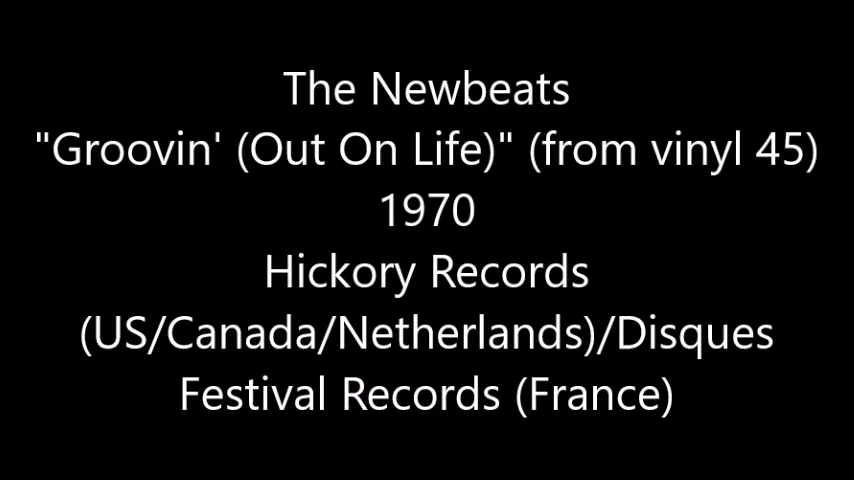 The Newbeats
"Groovin' (Out On Life)" (from vinyl 45)
1970
Hickory Records
(US/Canada/Netherlands)/Disques
Festival Records (France)